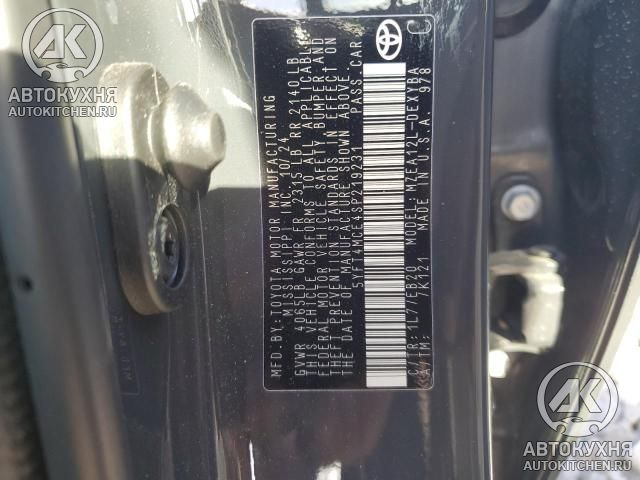 АВТОКУХНЯ
AUTOKITCHEN.RU
MFD.BY:TOYOTA MOTOR MANUFACTURING
MISSISSIPPI INC. 10/24
GVWR 4065LB GAWR FR 2315 LB RR 2140 LB
THIS VEHICLE CONFORMS TO ALL APPLICABLE
FEDERAL MOTOR VEHICLE SAFETY BUMPER AND
THEFT PREVENTION STANDARDS IN EFFECT ON
THE DATE OF MANUFACTURE SHOWN ABOVE.
5YFT4MCE4SP219231 PASS.CAR
C/TR:1L77/EB20 MODEL:MZEA12L-DEXYBA
A/TM: 7K121 MADE IN U.S.A. 978
C
АВТОКУХНЯ
AUTOKITCHEN.RU